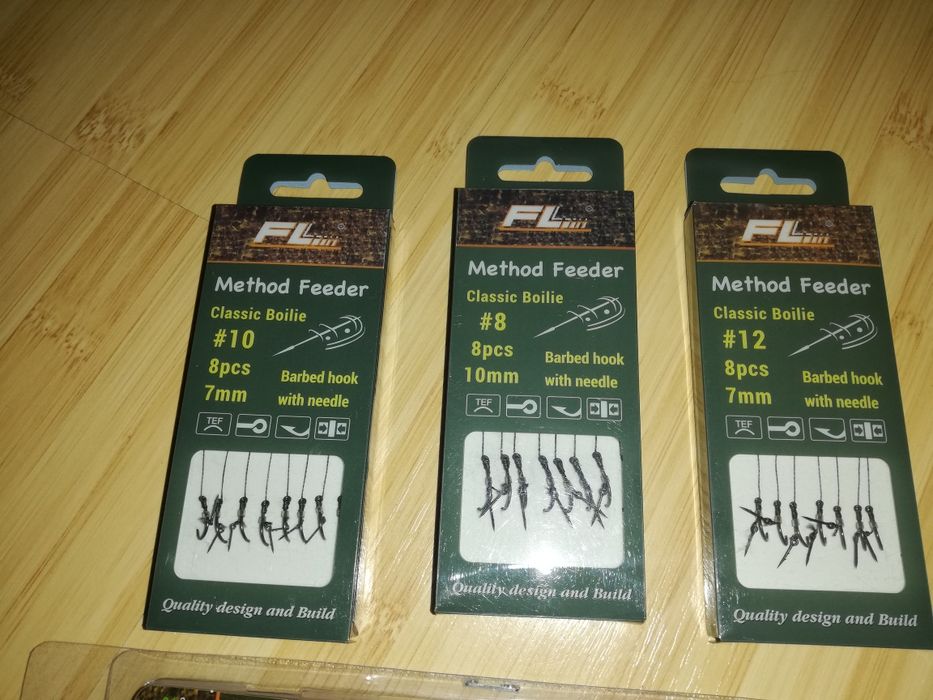 FL
®
Method Feeder
Classic Boilie
#10
8pcs
7mm
Barbed hook
with needle
TEF
Quality design and Build
FL
®
Method Feeder
Classic Boilie
#8
8pcs
10mm
Barbed hook
with needle
TEF
Quality design and Build
FL
®
Method Feeder
Classic Boilie
#12
8pcs
7mm
Barbed hook
with needle
TEF
Quality design and Build